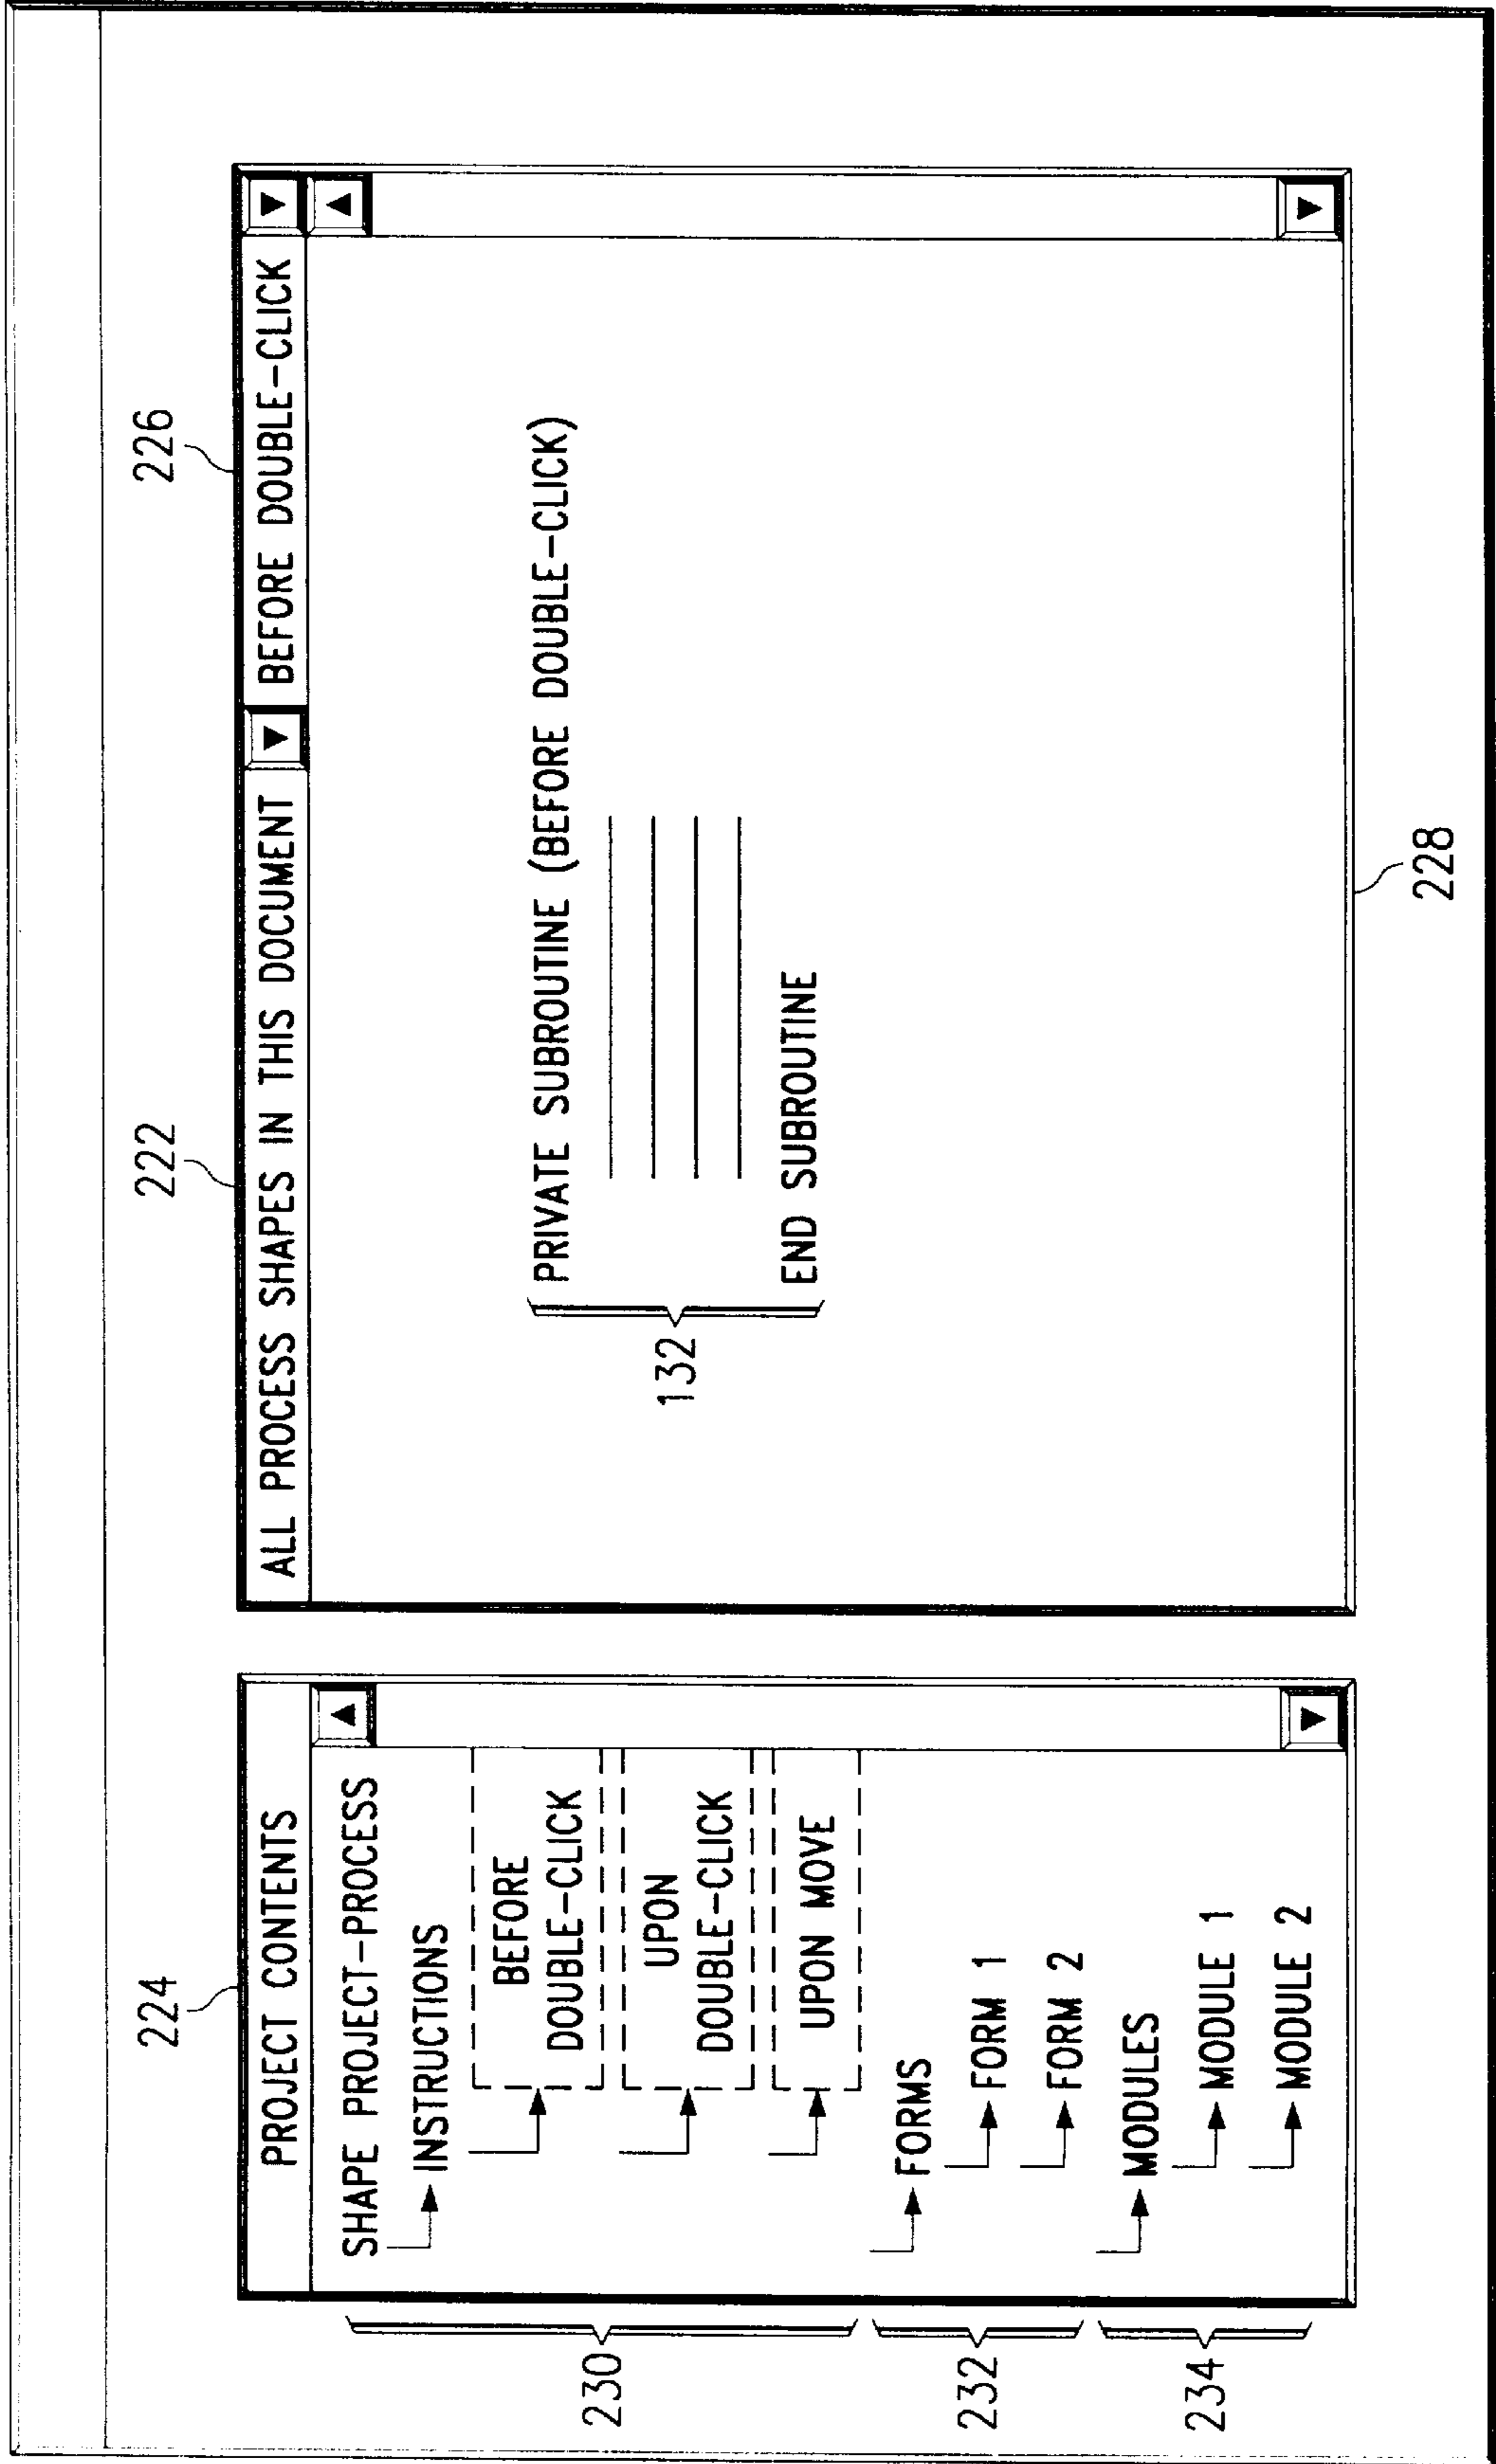 224
PROJECT CONTENTS
SHAPE PROJECT-PROCESS
INSTRUCTIONS
BEFORE
DOUBLE-CLICK
UPON
DOUBLE-CLICK
UPON MOVE
FORMS
FORM 1
FORM 2
MODULES
MODULE 1
MODULE 2
230
232
234
222
226
ALL PROCESS SHAPES IN THIS DOCUMENT
BEFORE DOUBLE-CLICK
PRIVATE SUBROUTINE (BEFORE DOUBLE-CLICK)
132
END SUBROUTINE
228